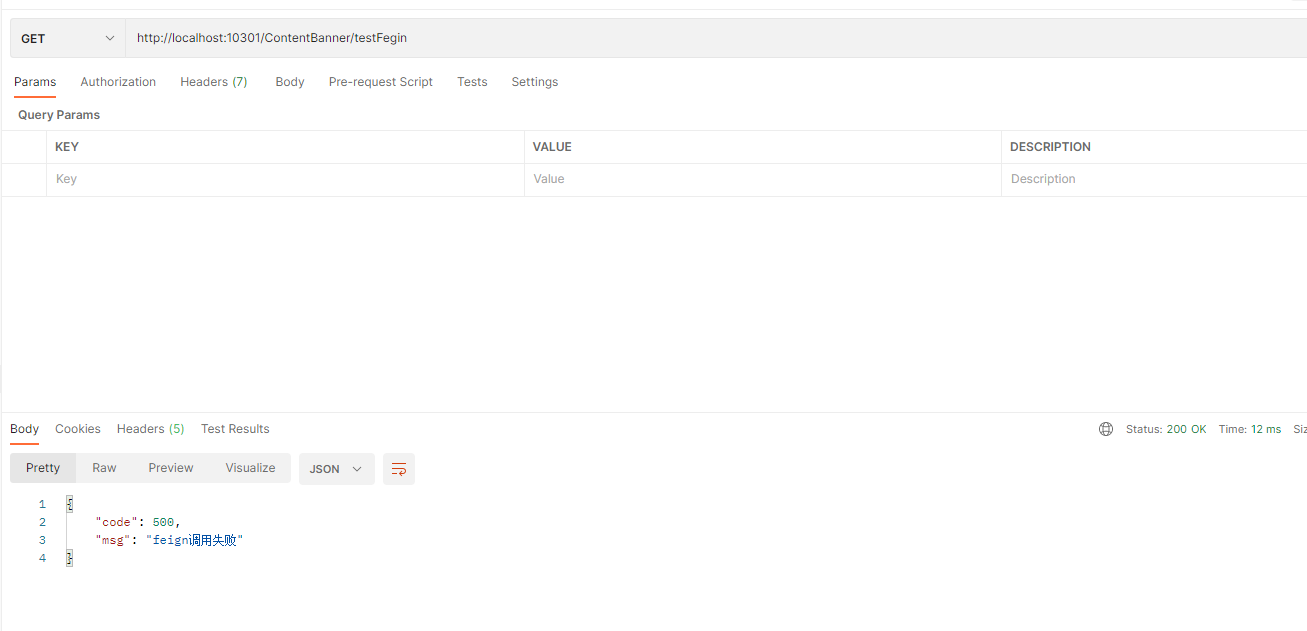 GET http://localhost:10301/ContentBanner/testFegin
Params Authorization Headers (7) Body Pre-request Script Tests Settings
Query Params
KEY VALUE DESCRIPTION
Key Value Description
Body Cookies Headers (5) Test Results Status: 200 OK Time: 12 ms Siz
Pretty Raw Preview Visualize JSON
1 {
2 "code": 500,
3 "msg": "feign调用失败"
4 }